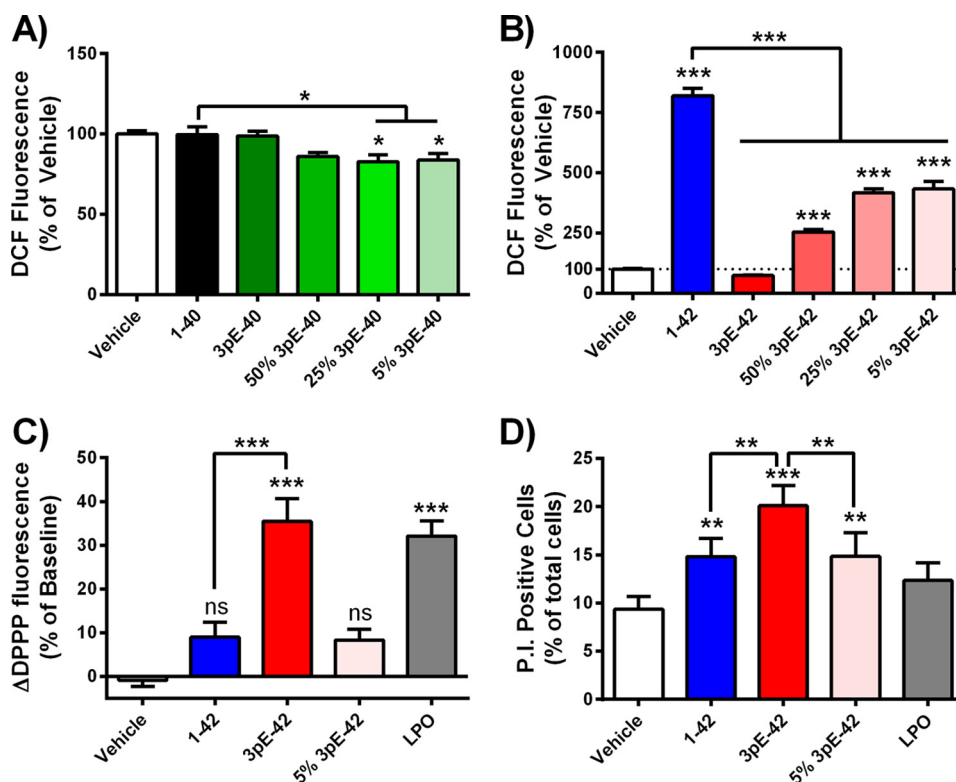 A)
DCF Fluorescence
(% of Vehicle)
150
100
50
0
*
* *
Vehicle
1-40
3pE-40
50% 3pE-40
25% 3pE-40
5% 3pE-40
B)
DCF Fluorescence
(% of Vehicle)
1000
750
500
250
100
0
***
***
***
***
***
Vehicle
1-42
3pE-42
50% 3pE-42
25% 3pE-42
5% 3pE-42
C)
ΔDPPP fluorescence
(% of Baseline)
50
40
30
20
10
0
***
ns
***
ns
***
Vehicle
1-42
3pE-42
5% 3pE-42
LPO
D)
P.I. Positive Cells
(% of total cells)
25
20
15
10
5
0
** **
**
***
**
Vehicle
1-42
3pE-42
5% 3pE-42
LPO